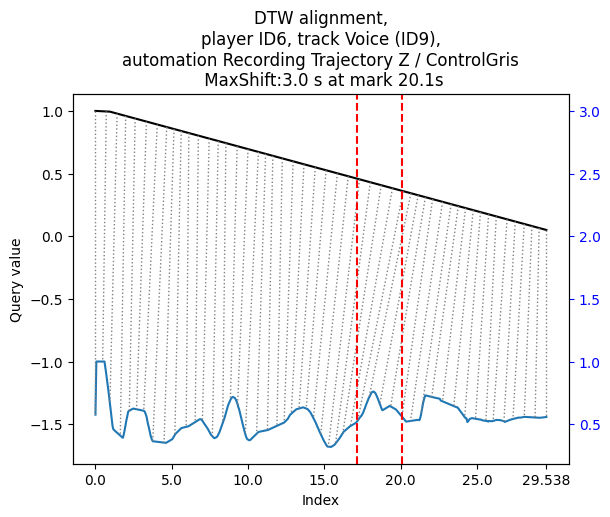 DTW alignment,
player ID6, track Voice (ID9),
automation Recording Trajectory Z / ControlGris
MaxShift:3.0 s at mark 20.1s
1.0
0.5
0.0
−0.5
−1.0
−1.5
Query value
3.0
2.5
2.0
1.5
1.0
0.5
0.0 5.0 10.0 15.0 20.0 25.0 29.538
Index